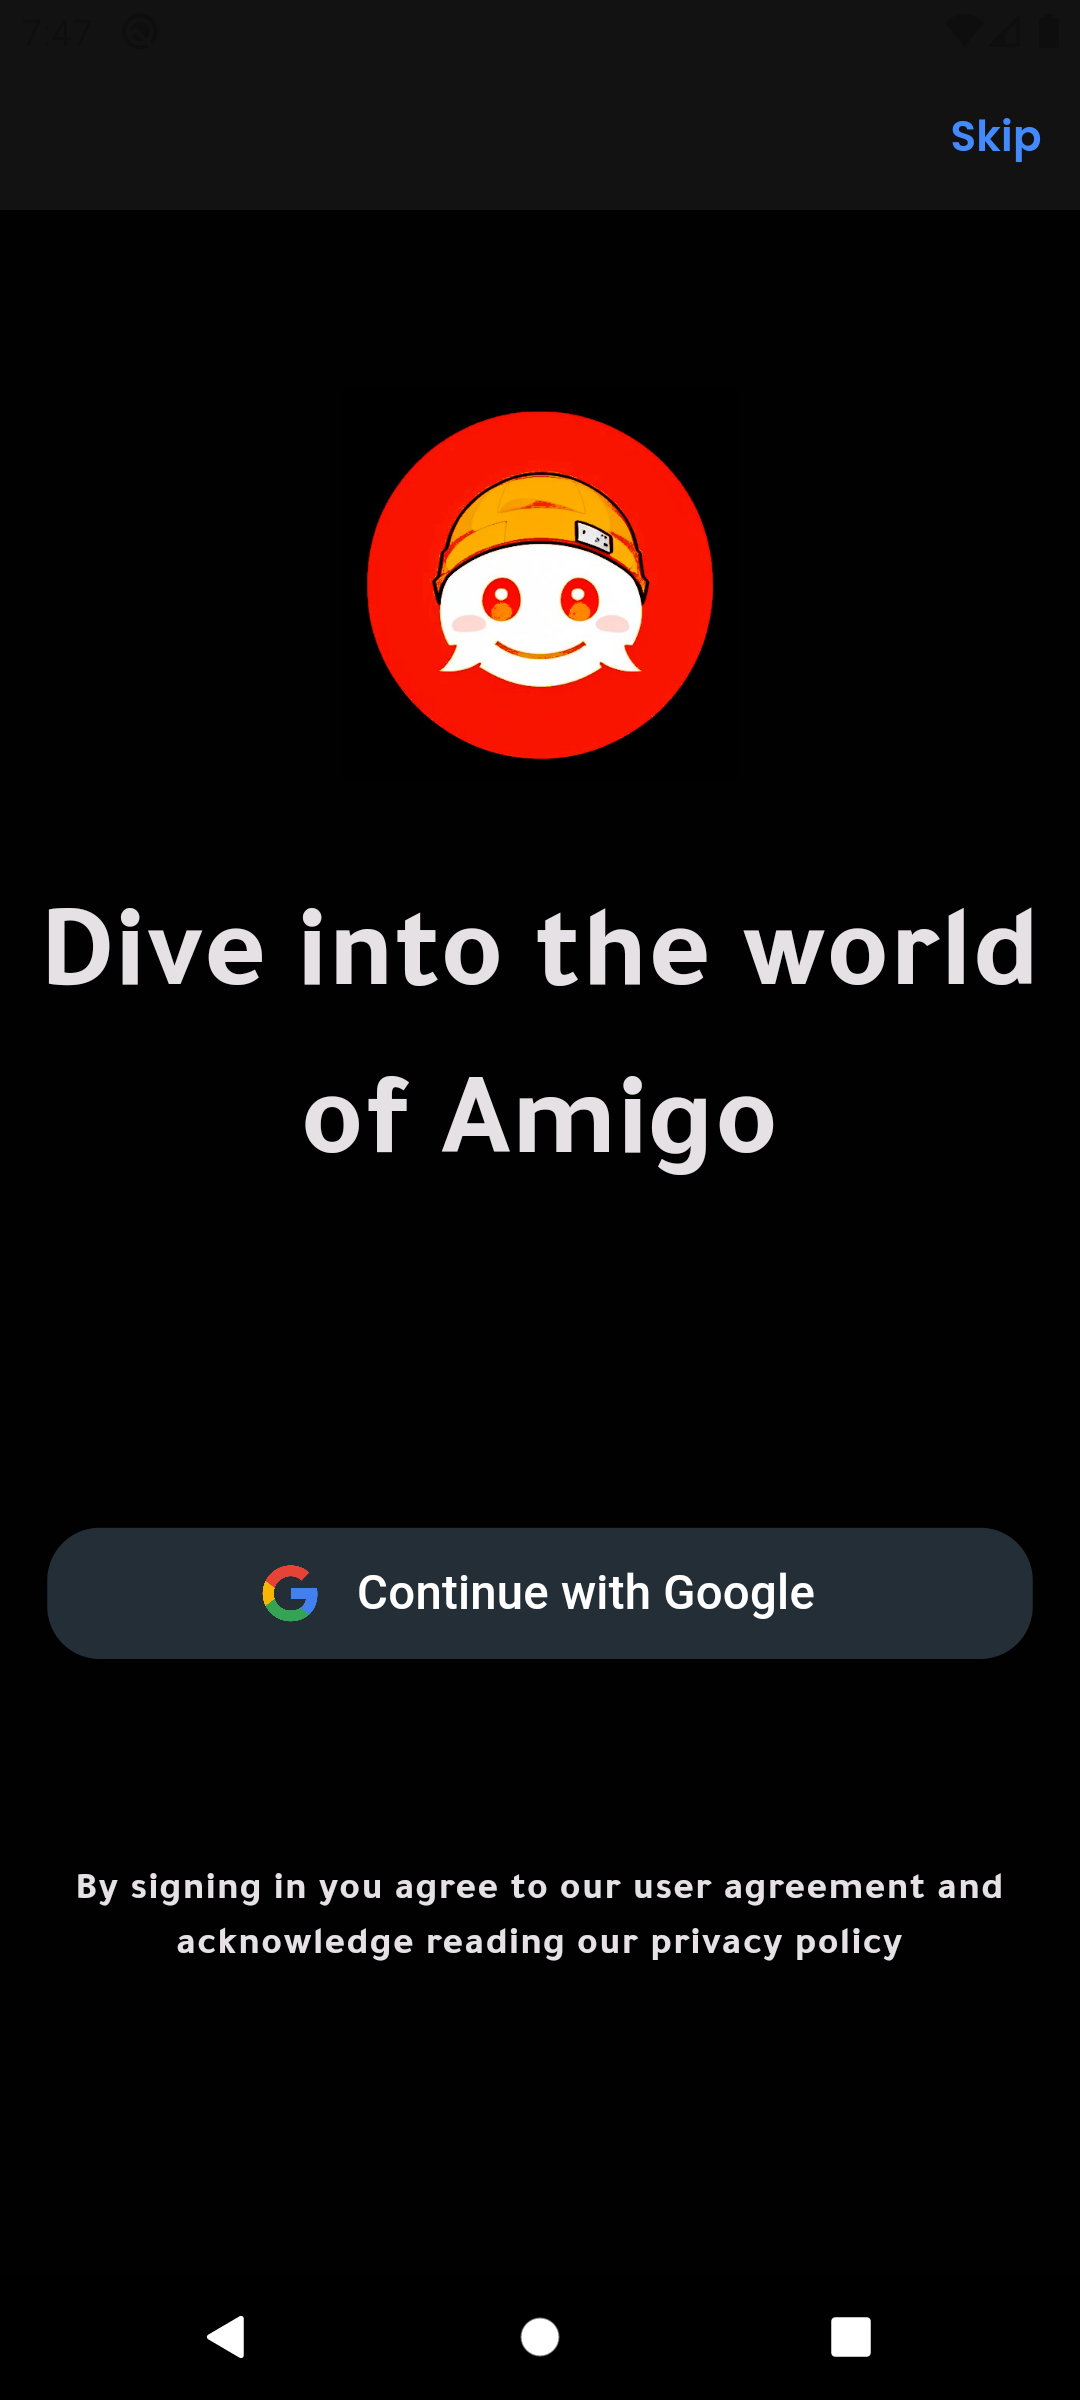 7:47
Skip
Dive into the world
of Amigo
Continue with Google
By signing in you agree to our user agreement and
acknowledge reading our privacy policy